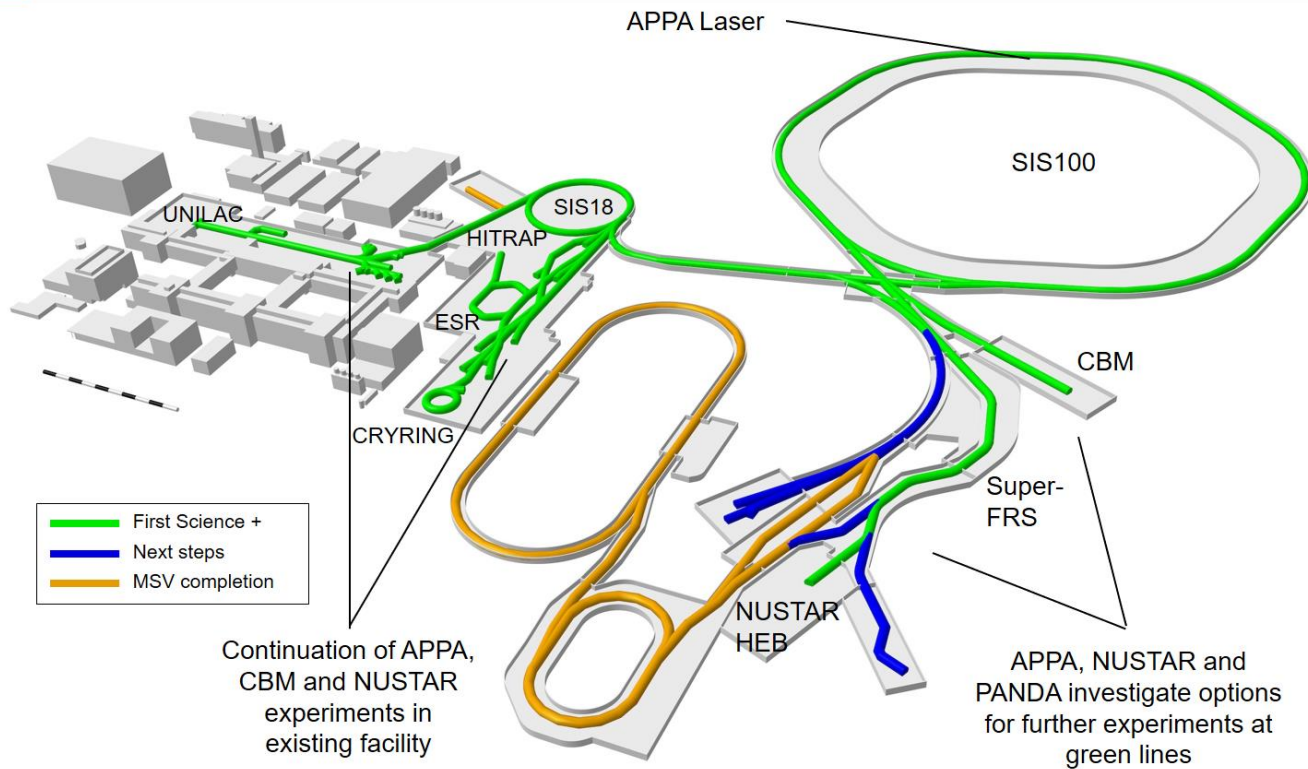 APPA Laser
SIS100
UNILAC
SIS18
HITRAP
ESR
CBM
CRYRING
Super-
FRS
First Science +
Next steps
MSV completion
NUSTAR
HEB
Continuation of APPA,
CBM and NUSTAR
experiments in
existing facility
APPA, NUSTAR and
PANDA investigate options
for further experiments at
green lines